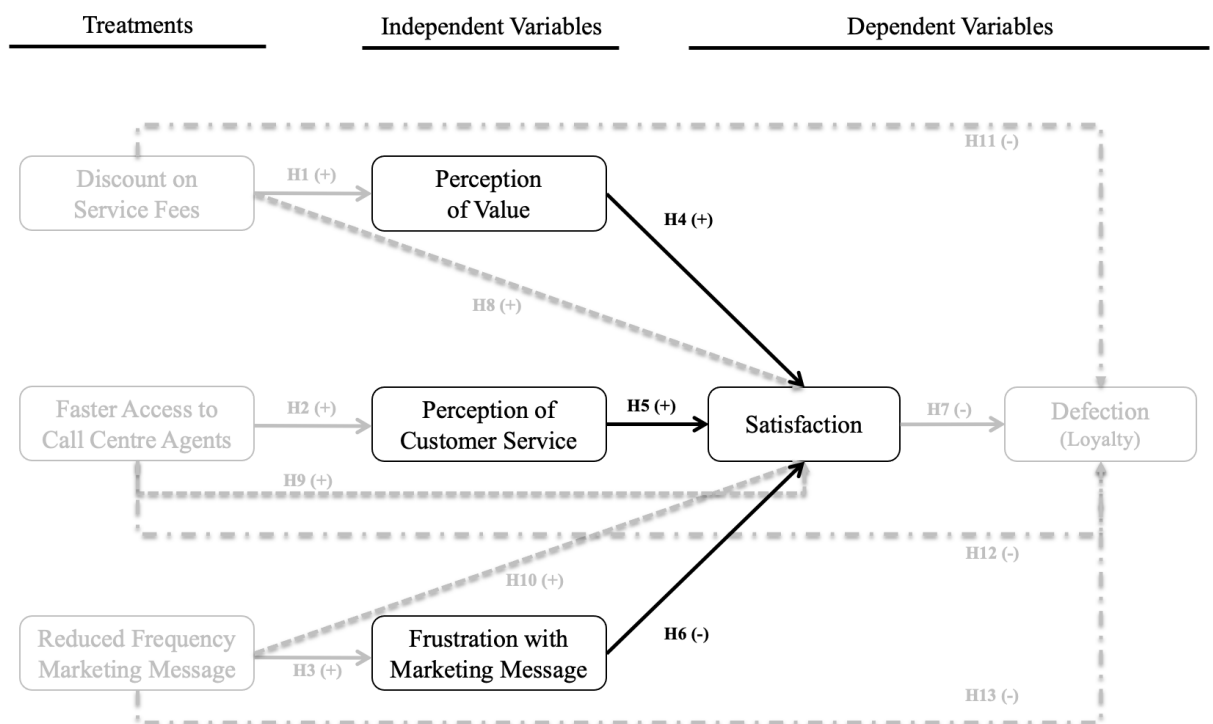 Treatments
Independent Variables
Dependent Variables
H11 (-)
Discount on
Service Fees
H1 (+)
Perception
of Value
H4 (+)
H8 (+)
Faster Access to
Call Centre Agents
H2 (+)
Perception of
Customer Service
H5 (+)
Satisfaction
H7 (-)
Defection
(Loyalty)
H9 (+)
H12 (-)
H10 (+)
Reduced Frequency
Marketing Message
H3 (+)
Frustration with
Marketing Message
H6 (-)
H13 (-)